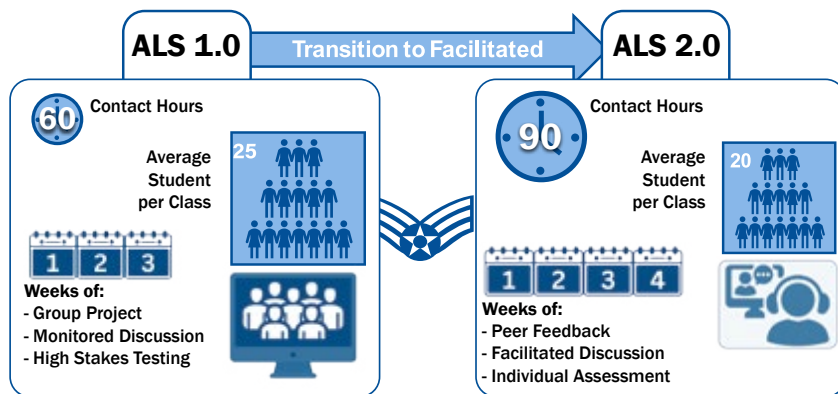 ALS 1.0
Transition to Facilitated
ALS 2.0
60
Contact Hours
Average
Student
per Class
25
1 2 3
Weeks of:
- Group Project
- Monitored Discussion
- High Stakes Testing
90
Contact Hours
Average
Student
per Class
20
1 2 3 4
Weeks of:
- Peer Feedback
- Facilitated Discussion
- Individual Assessment